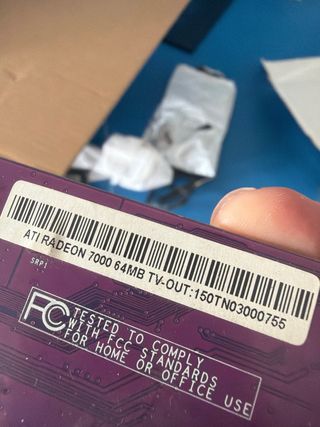 ATI RADEON 7000 64MB TV-OUT:150TN03000755
SRP1
FC
TESTED TO COMPLY
WITH FCC STANDARDS
FOR HOME OR OFFICE USE